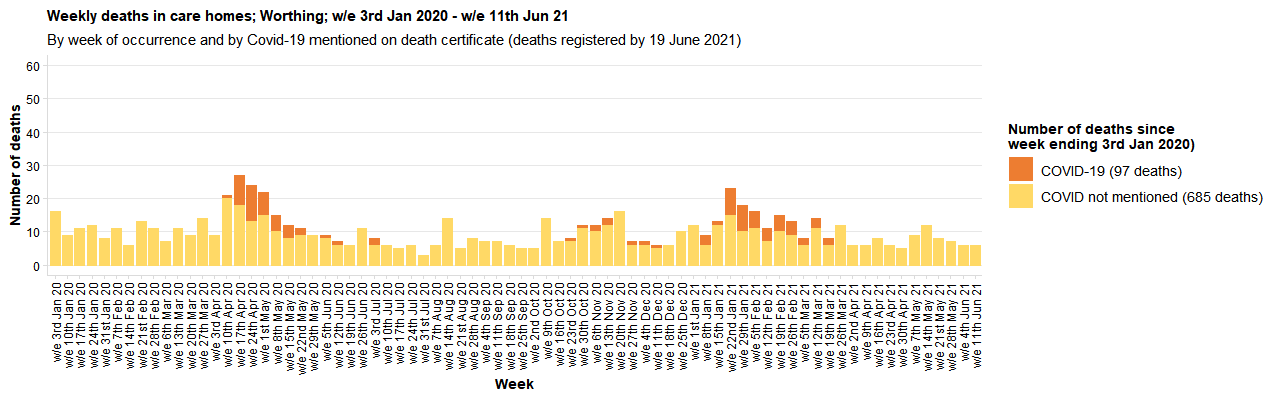 Weekly deaths in care homes; Worthing; w/e 3rd Jan 2020 - w/e 11th Jun 21
By week of occurrence and by Covid-19 mentioned on death certificate (deaths registered by 19 June 2021)
Number of deaths
60
50
40
30
20
10
0
w/e 3rd Jan 20
w/e 10th Jan 20
w/e 17th Jan 20
w/e 24th Jan 20
w/e 31st Jan 20
w/e 7th Feb 20
w/e 14th Feb 20
w/e 21st Feb 20
w/e 28th Feb 20
w/e 6th Mar 20
w/e 13th Mar 20
w/e 20th Mar 20
w/e 27th Mar 20
w/e 3rd Apr 20
w/e 10th Apr 20
w/e 17th Apr 20
w/e 24th Apr 20
w/e 1st May 20
w/e 8th May 20
w/e 15th May 20
w/e 22nd May 20
w/e 29th May 20
w/e 5th Jun 20
w/e 12th Jun 20
w/e 19th Jun 20
w/e 26th Jun 20
w/e 3rd Jul 20
w/e 10th Jul 20
w/e 17th Jul 20
w/e 24th Jul 20
w/e 31st Jul 20
w/e 7th Aug 20
w/e 14th Aug 20
w/e 21st Aug 20
w/e 28th Aug 20
w/e 4th Sep 20
w/e 11th Sep 20
w/e 18th Sep 20
w/e 25th Sep 20
w/e 2nd Oct 20
w/e 9th Oct 20
w/e 16th Oct 20
w/e 23rd Oct 20
w/e 30th Oct 20
w/e 6th Nov 20
w/e 13th Nov 20
w/e 20th Nov 20
w/e 27th Nov 20
w/e 4th Dec 20
w/e 11th Dec 20
w/e 18th Dec 20
w/e 25th Dec 20
w/e 1st Jan 21
w/e 8th Jan 21
w/e 15th Jan 21
w/e 22nd Jan 21
w/e 29th Jan 21
w/e 5th Feb 21
w/e 12th Feb 21
w/e 19th Feb 21
w/e 26th Feb 21
w/e 5th Mar 21
w/e 12th Mar 21
w/e 19th Mar 21
w/e 26th Mar 21
w/e 2nd Apr 21
w/e 9th Apr 21
w/e 16th Apr 21
w/e 23rd Apr 21
w/e 30th Apr 21
w/e 7th May 21
w/e 14th May 21
w/e 21st May 21
w/e 28th May 21
w/e 4th Jun 21
w/e 11th Jun 21
Week
Number of deaths since
week ending 3rd Jan 2020)
COVID-19 (97 deaths)
COVID not mentioned (685 deaths)